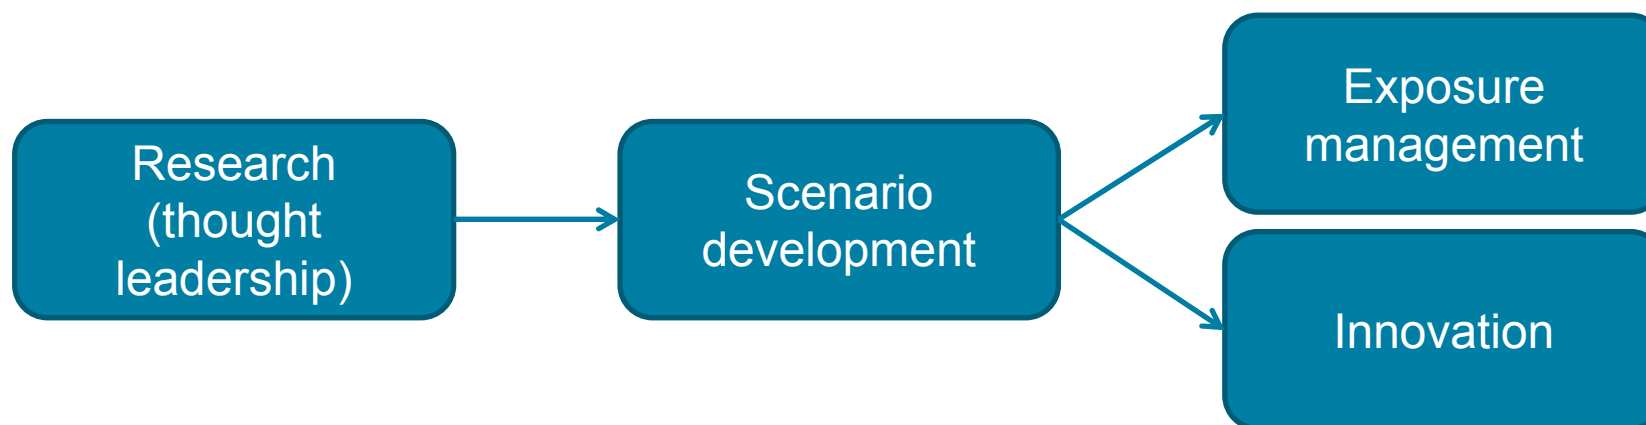 Research
(thought
leadership)
Scenario
development
Exposure
management
Innovation